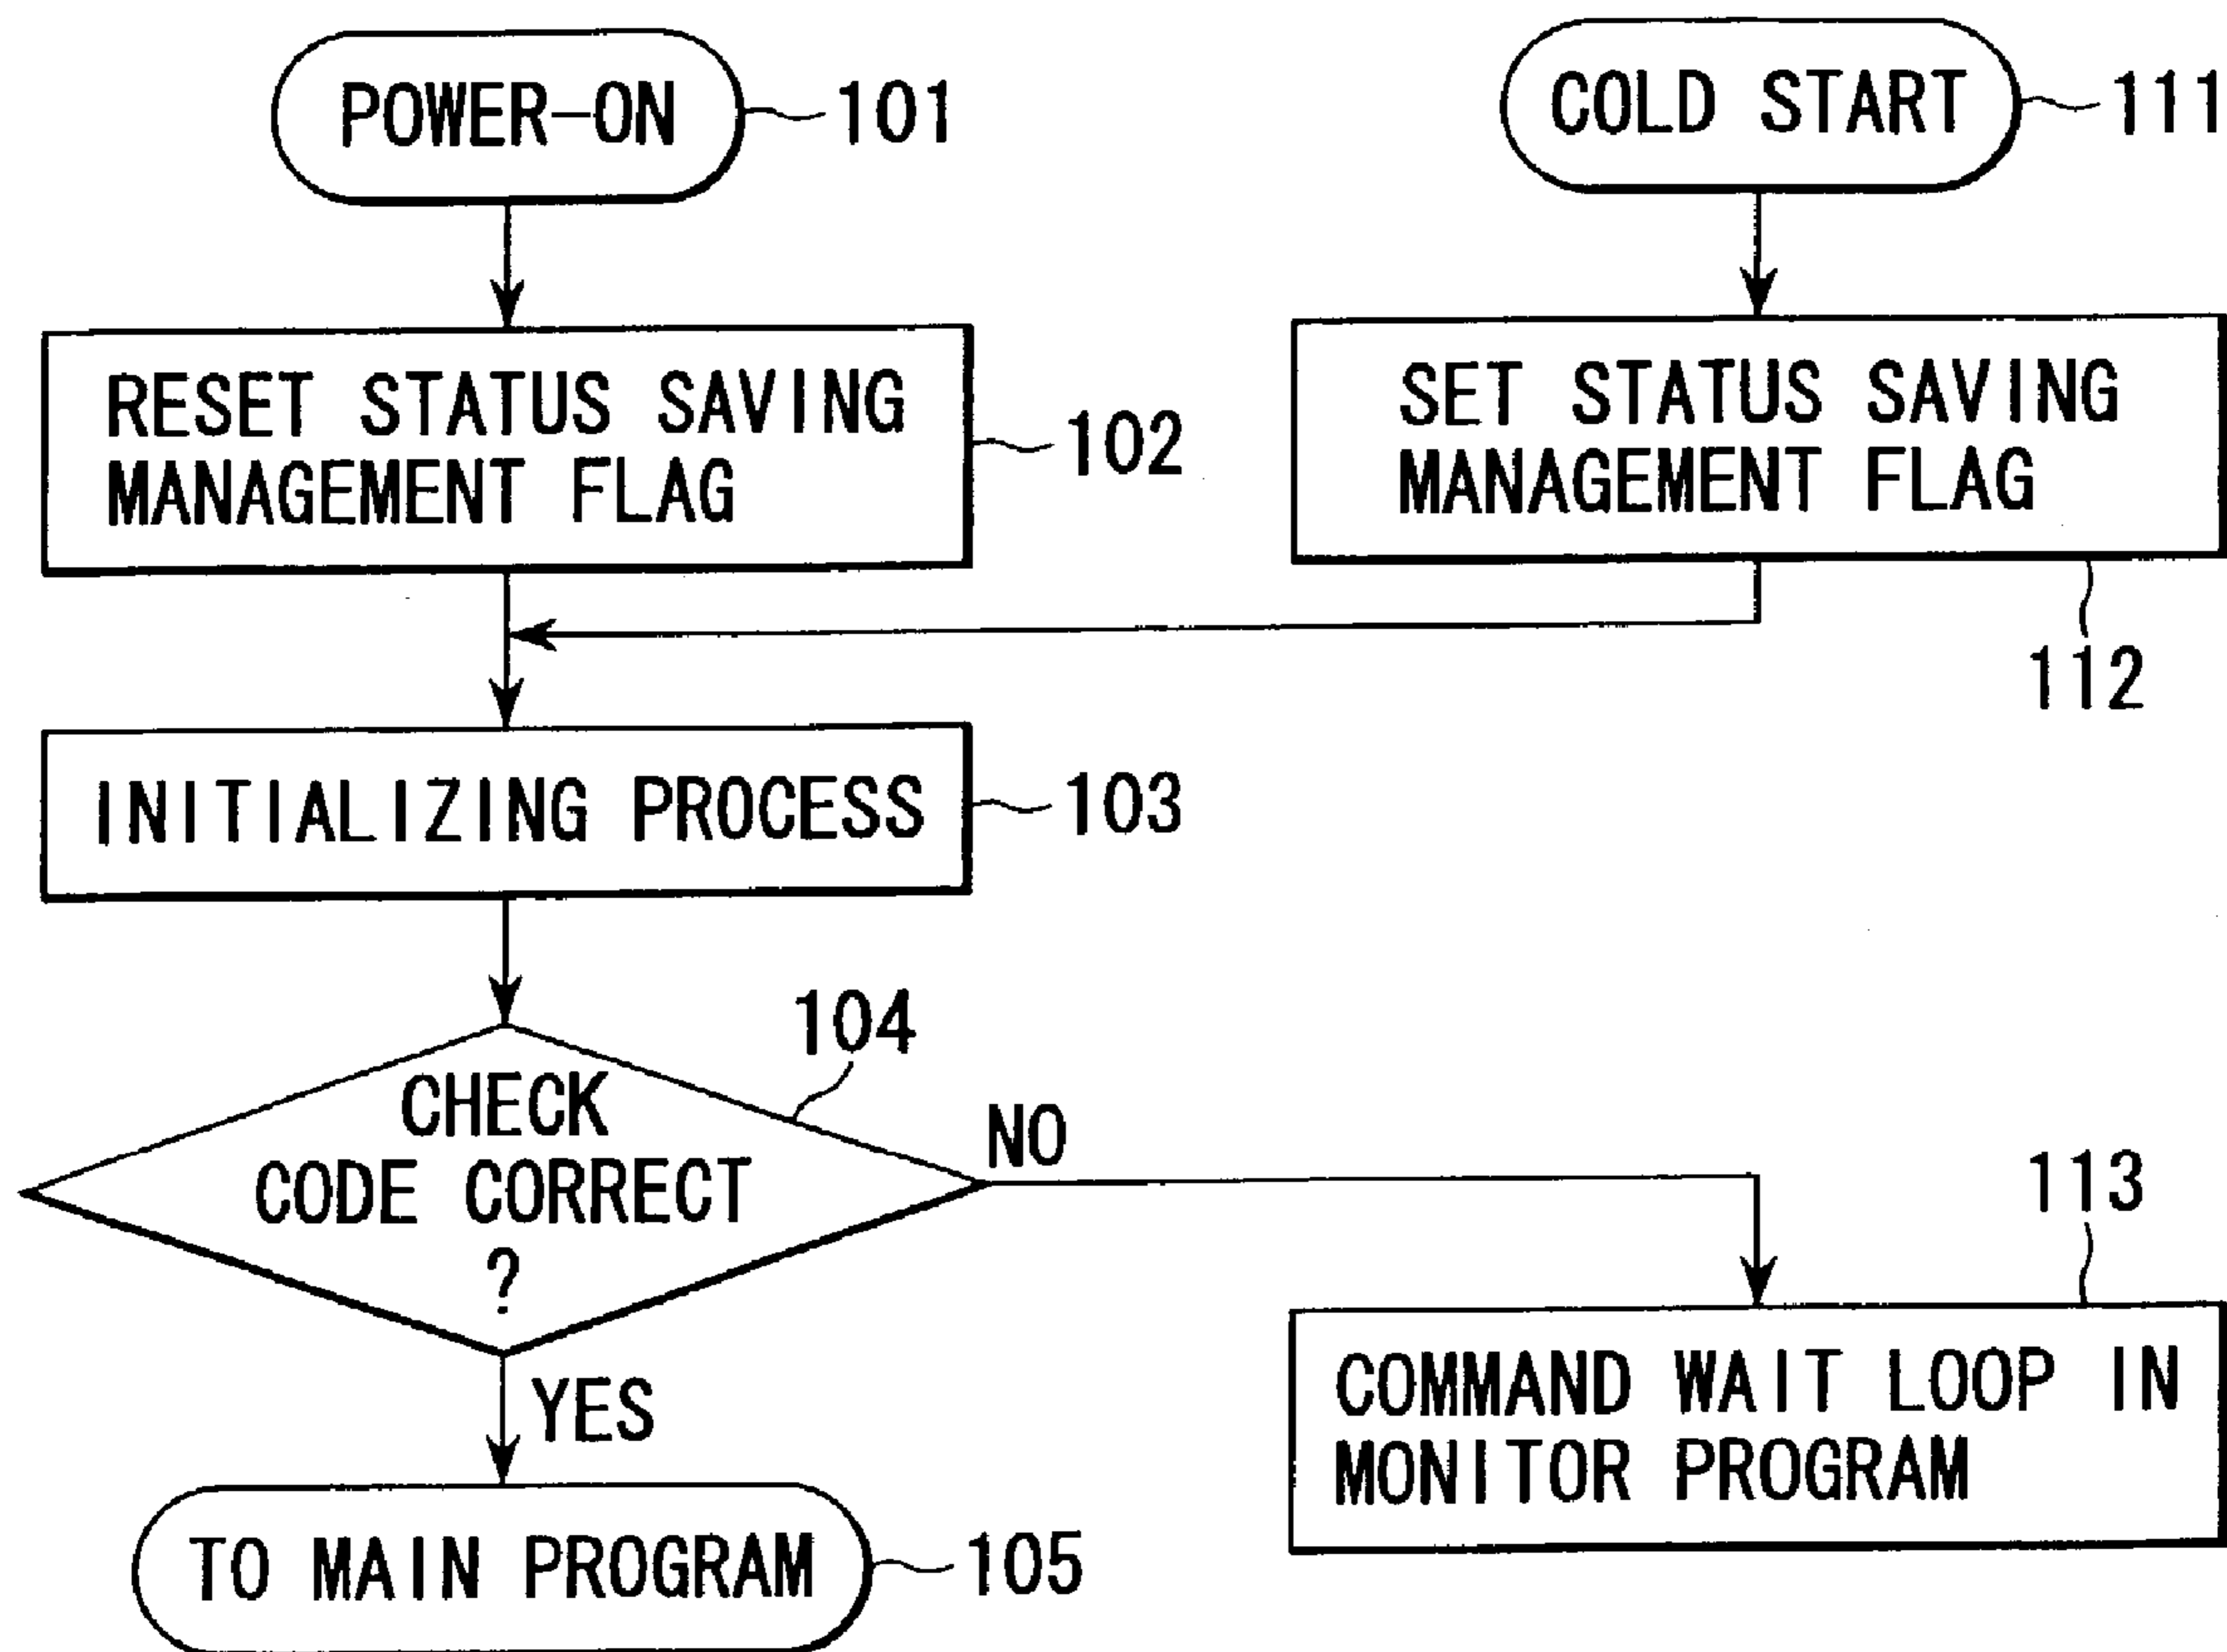 POWER-ON
101
COLD START
111
RESET STATUS SAVING
MANAGEMENT FLAG
102
SET STATUS SAVING
MANAGEMENT FLAG
112
INITIALIZING PROCESS
103
104
CHECK
CODE CORRECT
?
NO
113
YES
COMMAND WAIT LOOP IN
MONITOR PROGRAM
TO MAIN PROGRAM
105